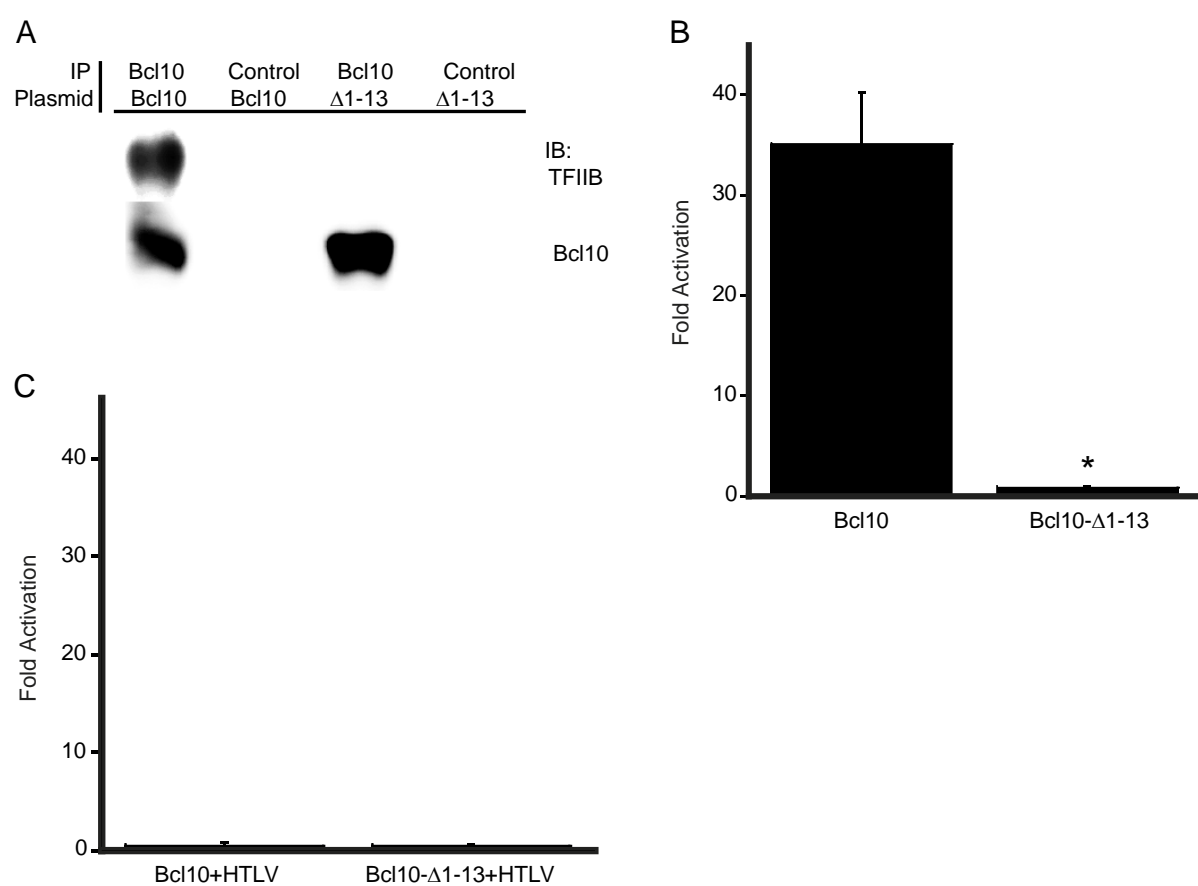 A
IP Bcl10 Control Bcl10 Control
Plasmid Bcl10 Bcl10 Δ1-13 Δ1-13
IB:
TFIIB
Bcl10
B
Fold Activation
40
30
20
10
0
*
Bcl10 Bcl10-Δ1-13
C
Fold Activation
40
30
20
10
0
Bcl10+HTLV Bcl10-Δ1-13+HTLV